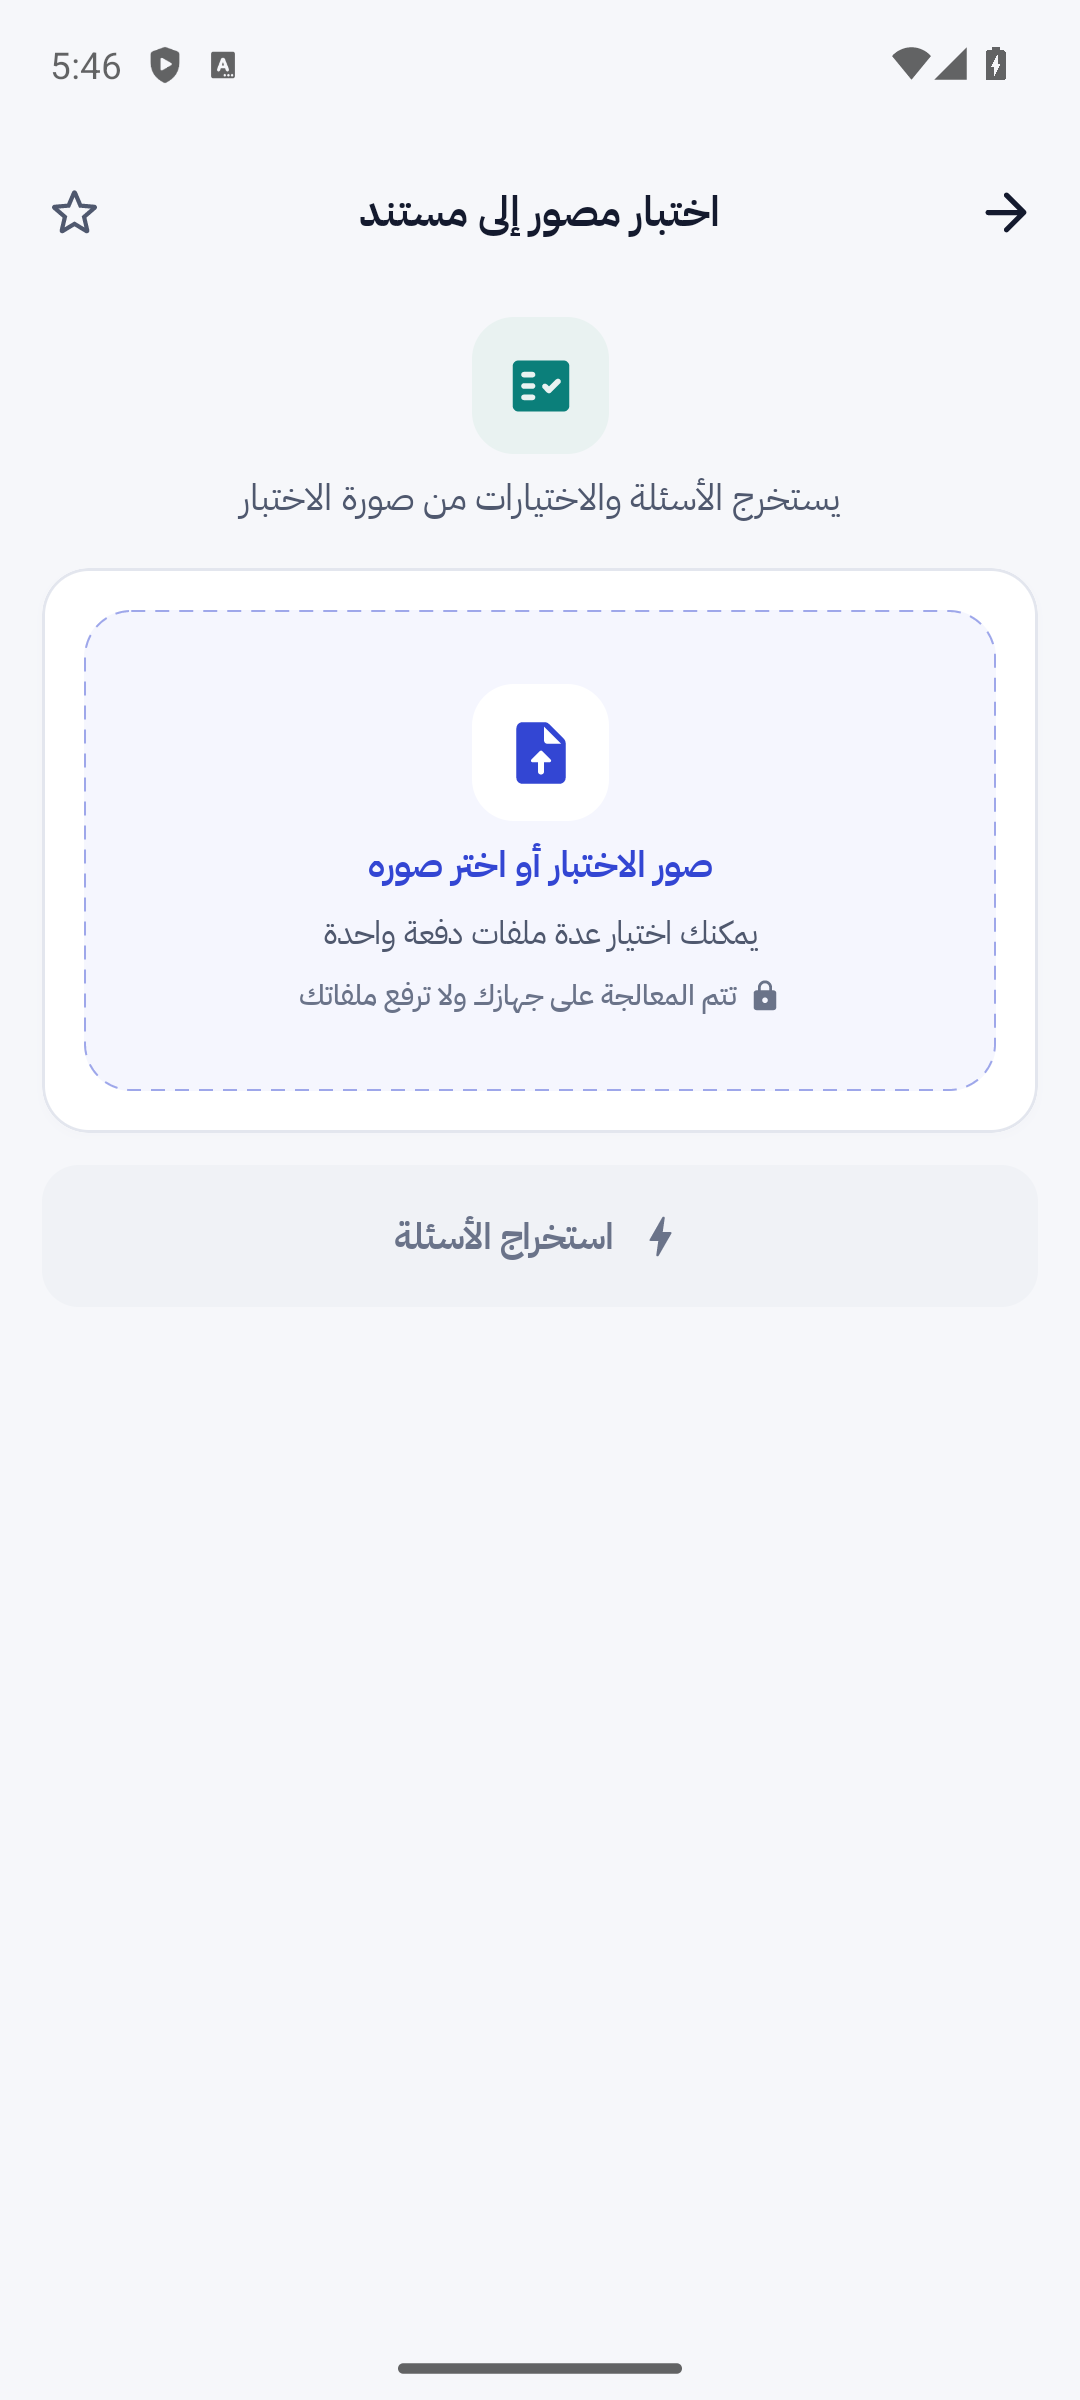 5:46
اختبار مصور إلى مستند
يستخرج الأسئلة والاختيارات من صورة الاختبار
صور الاختبار أو اختر صوره
يمكنك اختيار عدة ملفات دفعة واحدة
تتم المعالجة على جهازك ولا ترفع ملفاتك
استخراج الأسئلة